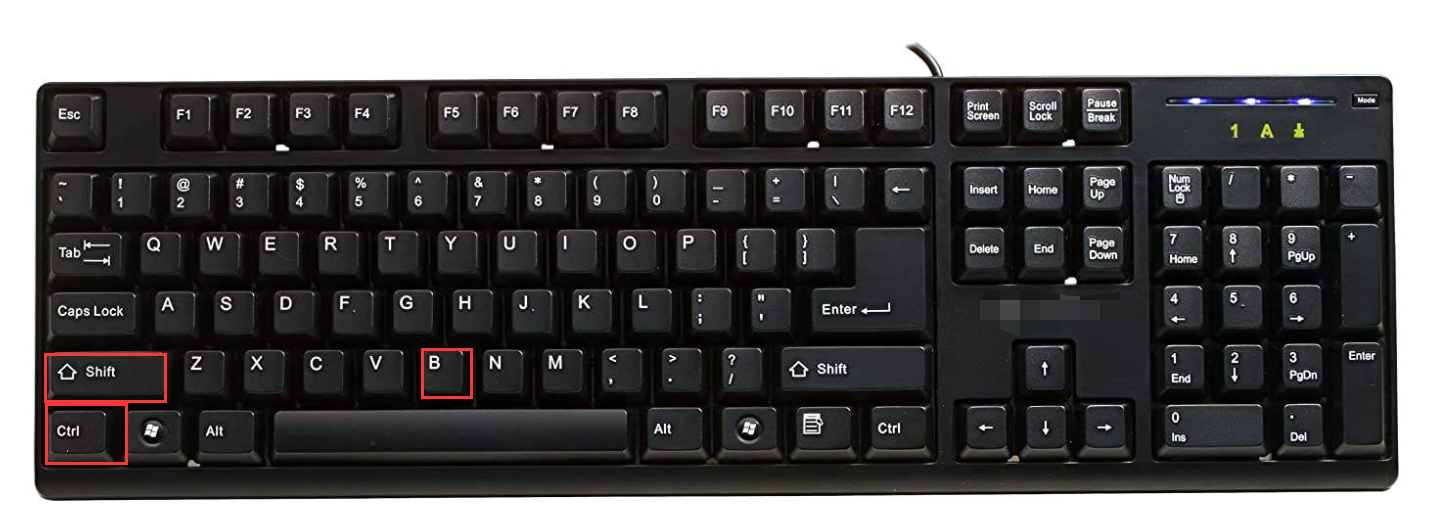 Esc F1 F2 F3 F4 F5 F6 F7 F8 F9 F10 F11 F12 Print Screen Scroll Lock Pause Break Mode
1 A
~ ` ! 1 @ 2 # 3 $ 4 % 5 ^ 6 & 7 * 8 ( 9 ) 0 _ - + = | \ ← Insert Home Page Up Num Lock / * -
Tab Q W E R T Y U I O P { [ } ] Delete End Page Down 7 Home 8 ↑ 9 PgUp +
Caps Lock A S D F J G H K L : ; " ' Enter 4 ← 5 6 →
Shift Z X C V B N M < , > . ? / Shift ↑ 1 End 2 ↓ 3 PgDn Enter
Ctrl Alt Alt Ctrl ← ↓ → 0 Ins . Del